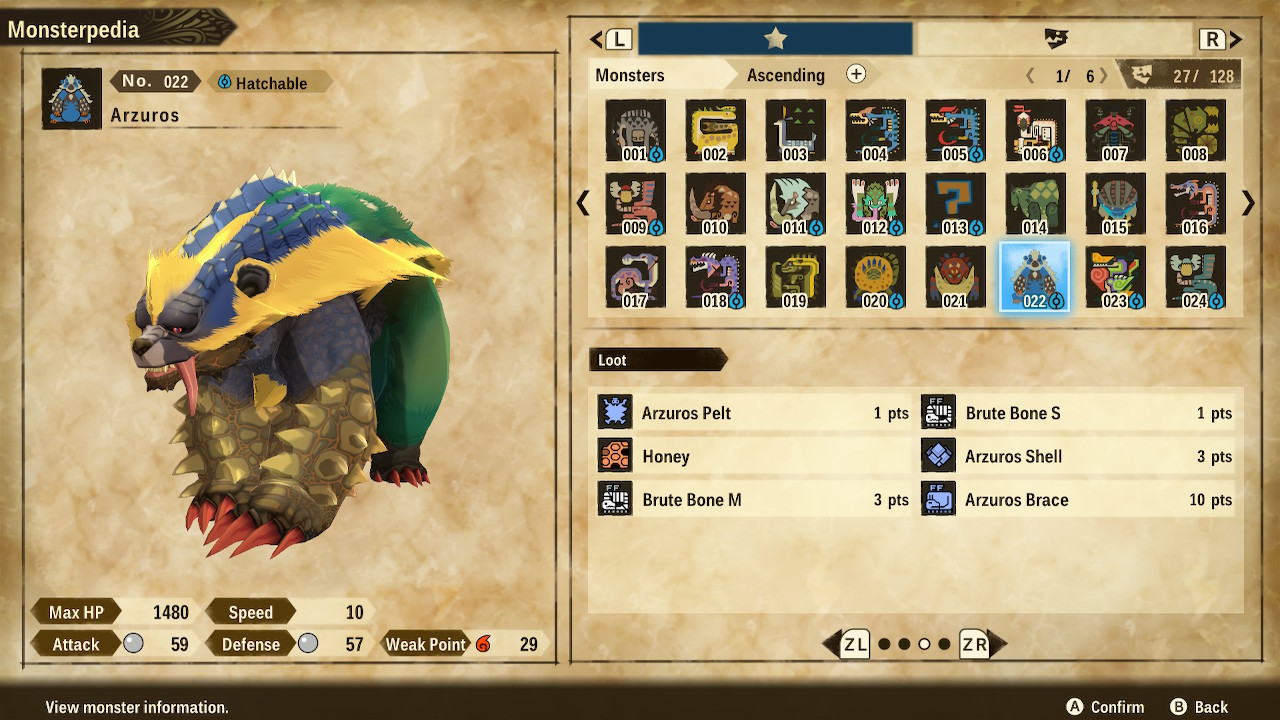 Monsterpedia
No. 022
Hatchable
Arzuros
Max HP 1480
Speed 10
Attack 59
Defense 57
Weak Point 29
L
R
Monsters
Ascending
1/ 6
27/ 128
001 002 003 004 005 006 007 008
009 010 011 012 013 014 015 016
017 018 019 020 021 022 023 024
Loot
Arzuros Pelt 1 pts
FF Brute Bone S 1 pts
Honey
Arzuros Shell 3 pts
FF Brute Bone M 3 pts
FF Arzuros Brace 10 pts
ZL ZR
View monster information.
A Confirm B Back